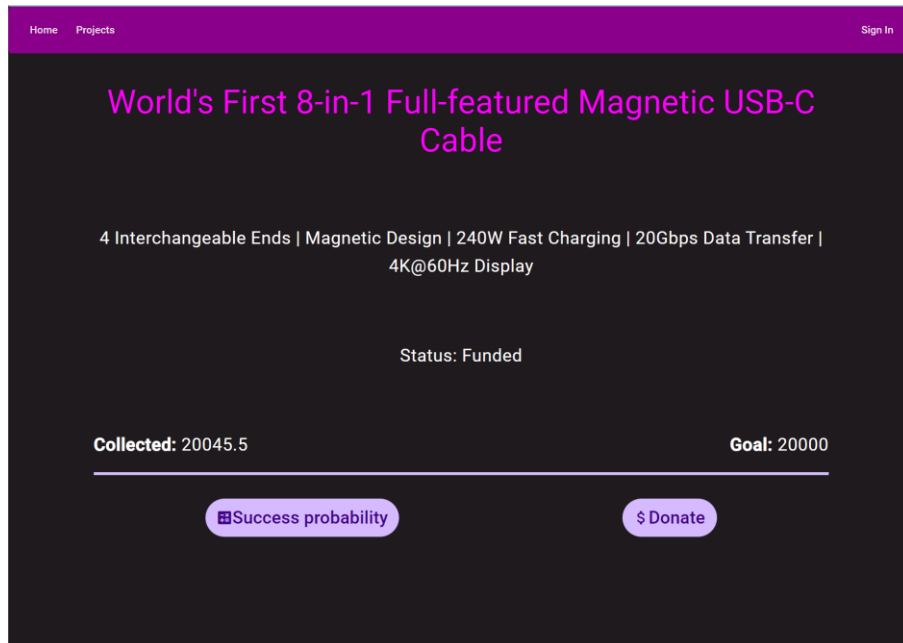 Home Projects Sign In
World's First 8-in-1 Full-featured Magnetic USB-C
Cable
4 Interchangeable Ends | Magnetic Design | 240W Fast Charging | 20Gbps Data Transfer |
4K@60Hz Display
Status: Funded
Collected: 20045.5 Goal: 20000
Success probability $ Donate